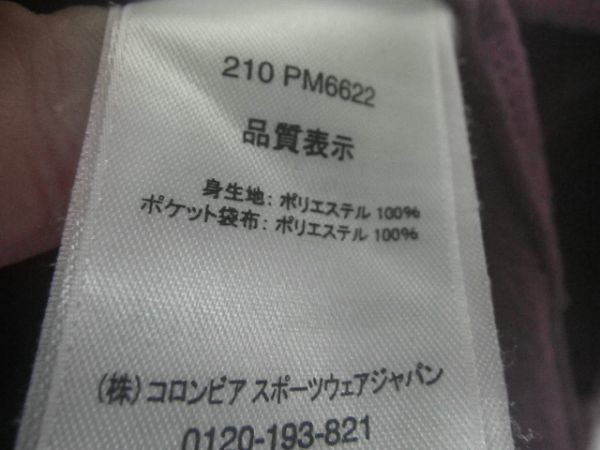 210 PM6622
品質表示
身生地: ポリエステル 100%
ポケット袋布: ポリエステル 100%
(株) コロンビア スポーツウェアジャパン
0120-193-821